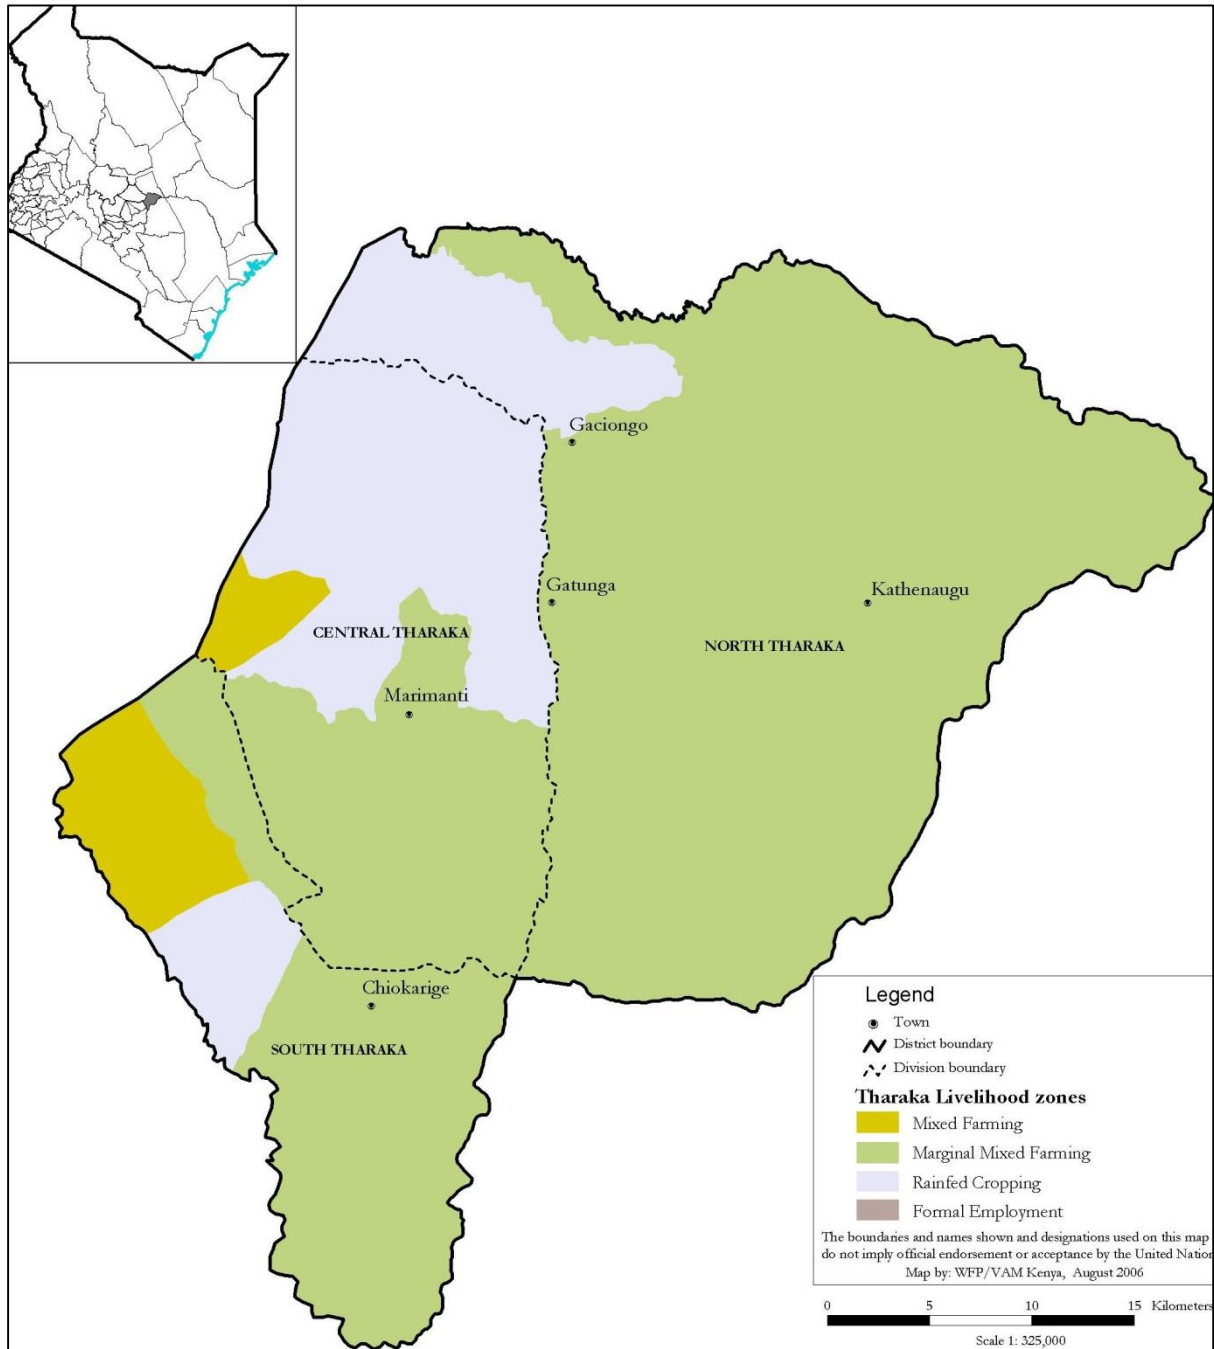 Gaciongo
Gatunga
Kathenaugu
CENTRAL THARAKA
NORTH THARAKA
Marimanti
Chiokarige
SOUTH THARAKA
Legend
Town
District boundary
Division boundary
Tharaka Livelihood zones
Mixed Farming
Marginal Mixed Farming
Rainfed Cropping
Formal Employment
The boundaries and names shown and designations used on this map
do not imply official endorsement or acceptance by the United Nation
Map by: WFP/VAM Kenya, August 2006
0 5 10 15 Kilometers
Scale 1: 325,000